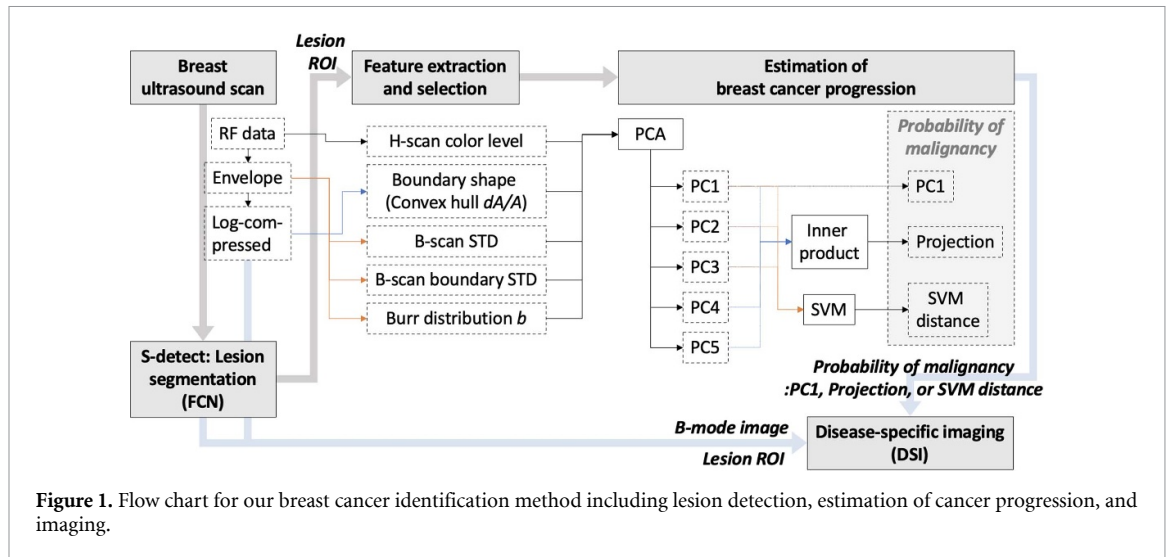 Breast
ultrasound scan
Lesion
ROI
Feature extraction
and selection
Estimation of
breast cancer progression
RF data
Envelope
Log-com-
pressed
H-scan color level
Boundary shape
(Convex hull dA/A)
B-scan STD
B-scan boundary STD
Burr distribution b
PCA
PC1
PC2
PC3
PC4
PC5
Inner
product
SVM
Probability of
malignancy
PC1
Projection
SVM
distance
S-detect: Lesion
segmentation
(FCN)
Probability of malignancy
:PC1, Projection, or SVM distance
B-mode image
Lesion ROI
Disease-specific imaging
(DSI)
Figure 1. Flow chart for our breast cancer identification method including lesion detection, estimation of cancer progression, and
imaging.